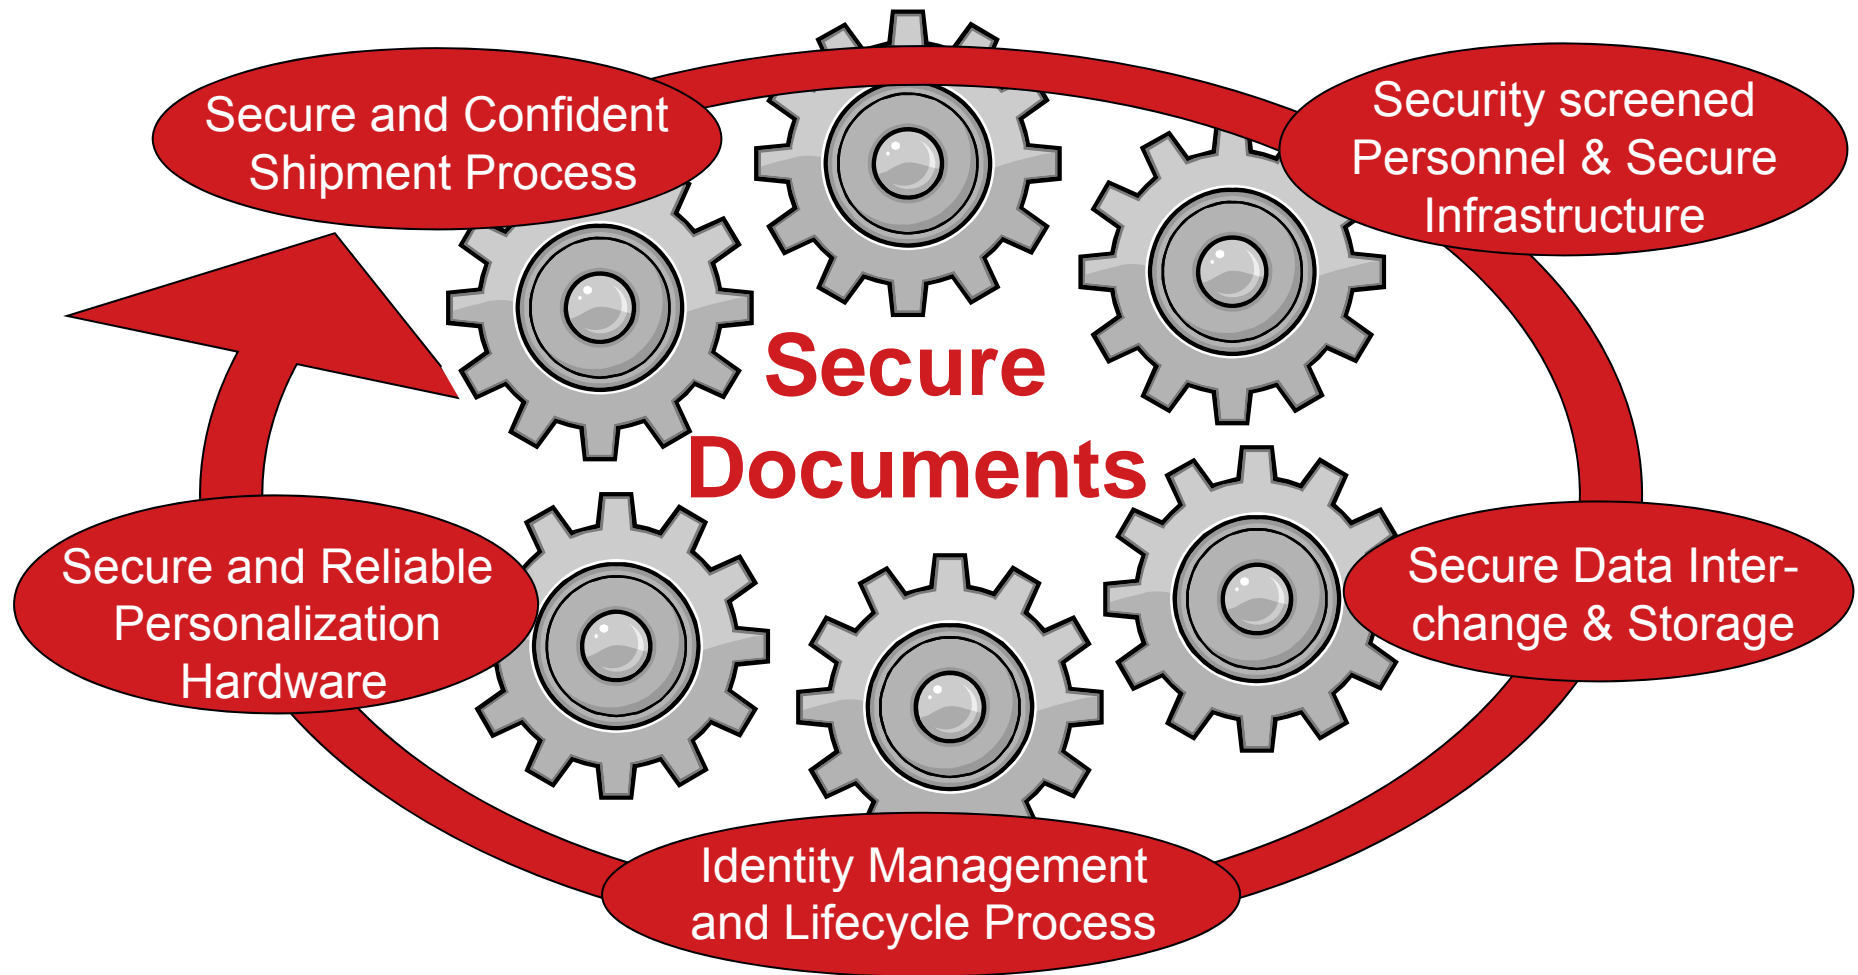 Secure and Confident
Shipment Process
Security screened
Personnel & Secure
Infrastructure
Secure
Documents
Secure and Reliable
Personalization
Hardware
Secure Data Inter-
change & Storage
Identity Management
and Lifecycle Process